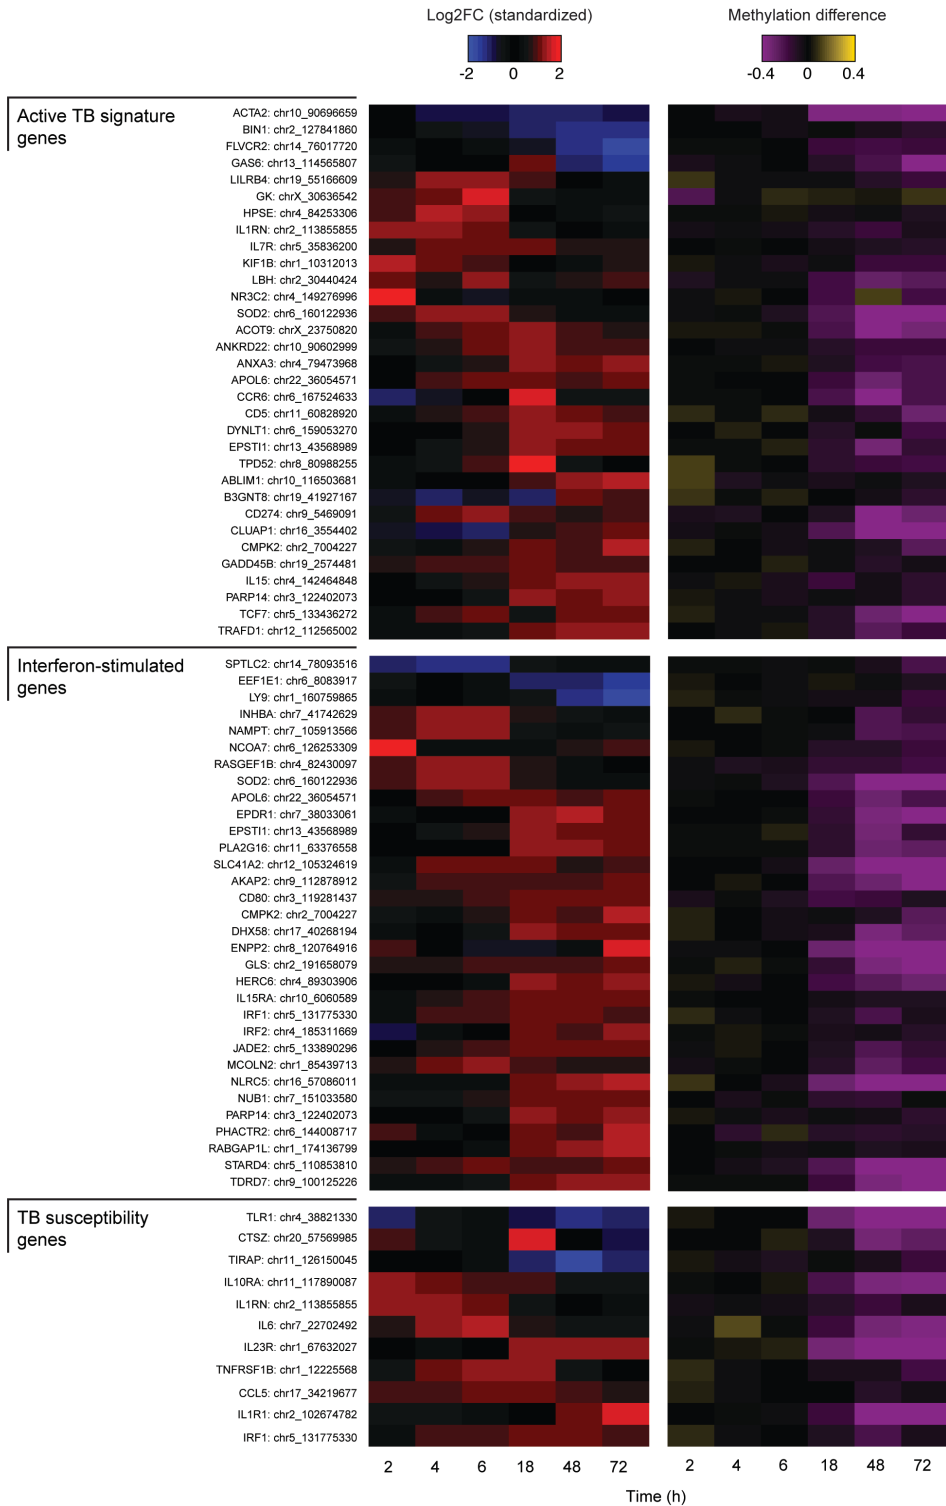 Log2FC (standardized) Methylation difference
-2 0 2 -0.4 0 0.4
Active TB signature
genes
ACTA2: chr10_90696659
BIN1: chr2_127841860
FLVCR2: chr14_76017720
GAS6: chr13_114565807
LILRB4: chr19_55166609
GK: chrX_30636542
HPSE: chr4_84253306
IL1RN: chr2_113855855
IL7R: chr5_35836200
KIF1B: chr1_10312013
LBH: chr2_30440424
NR3C2: chr4_149276996
SOD2: chr6_160122936
ACOT9: chrX_23750820
ANKRD22: chr10_90602999
ANXA3: chr4_79473968
APOL6: chr22_36054571
CCR6: chr6_167524633
CD5: chr11_60828920
DYNLT1: chr6_159053270
EPSTI1: chr13_43568989
TPD52: chr8_80988255
ABLIM1: chr10_116503681
B3GNT8: chr19_41927167
CD274: chr9_5469091
CLUAP1: chr16_3554402
CMPK2: chr2_7004227
GADD45B: chr19_2574481
IL15: chr4_142464848
PARP14: chr3_122402073
TCF7: chr5_133436272
TRAFD1: chr12_112565002
Interferon-stimulated
genes
SPTLC2: chr14_78093516
EEF1E1: chr6_8083917
LY9: chr1_160759865
INHBA: chr7_41742629
NAMPT: chr7_105913566
NCOA7: chr6_126253309
RASGEF1B: chr4_82430097
SOD2: chr6_160122936
APOL6: chr22_36054571
EPDR1: chr7_38033061
EPSTI1: chr13_43568989
PLA2G16: chr11_63376558
SLC41A2: chr12_105324619
AKAP2: chr9_112878912
CD80: chr3_119281437
CMPK2: chr2_7004227
DHX58: chr17_40268194
ENPP2: chr8_120764916
GLS: chr2_191658079
HERC6: chr4_89303906
IL15RA: chr10_6060589
IRF1: chr5_131775330
IRF2: chr4_185311669
JADE2: chr5_133890296
MCOLN2: chr1_85439713
NLRC5: chr16_57086011
NUB1: chr7_151033580
PARP14: chr3_122402073
PHACTR2: chr6_144008717
RABGAP1L: chr1_174136799
STARD4: chr5_110853810
TDRD7: chr9_100125226
TB susceptibility
genes
TLR1: chr4_38821330
CTSZ: chr20_57569985
TIRAP: chr11_126150045
IL10RA: chr11_117890087
IL1RN: chr2_113855855
IL6: chr7_22702492
IL23R: chr1_67632027
TNFRSF1B: chr1_12225568
CCL5: chr17_34219677
IL1R1: chr2_102674782
IRF1: chr5_131775330
2 4 6 18 48 72 2 4 6 18 48 72
Time (h)